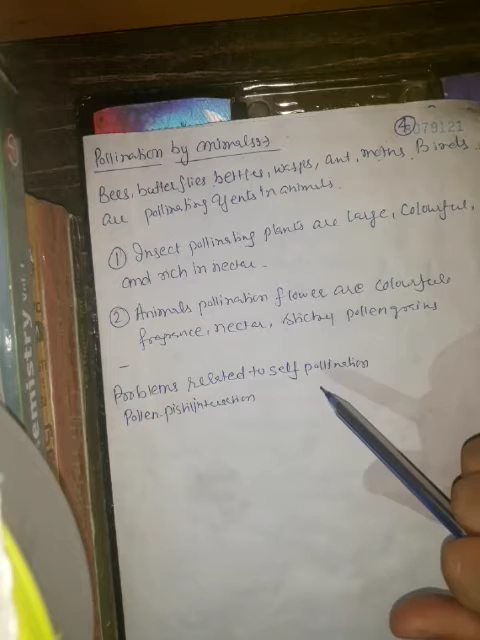 ④ 079121
Pollination by animals⇒
Bees, butterflies bettles, wasps, ant, moths Birds
are pollinating agents in animals.
① Insect pollinating plants are large, colourful,
and rich in nectar.
② Animals pollination flower are colourful
fragrance, nectar, sticky pollengrains
Problems related to self pollination
Pollen-pistil interaction
emistry